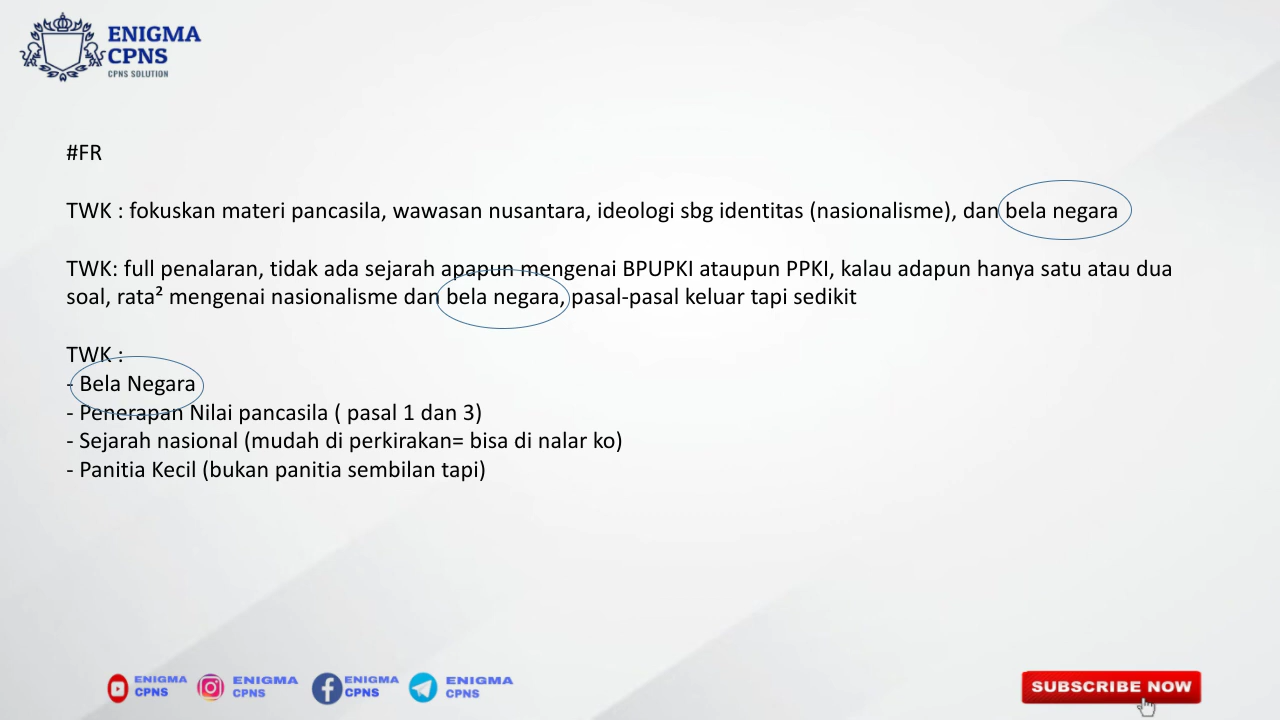 ENIGMA
CPNS
CPNS SOLUTION
#FR
TWK : fokuskan materi pancasila, wawasan nusantara, ideologi sbg identitas (nasionalisme), dan bela negara
TWK: full penalaran, tidak ada sejarah apapun mengenai BPUPKI ataupun PPKI, kalau adapun hanya satu atau dua
soal, rata² mengenai nasionalisme dan bela negara, pasal-pasal keluar tapi sedikit
TWK :
- Bela Negara
- Penerapan Nilai pancasila ( pasal 1 dan 3)
- Sejarah nasional (mudah di perkirakan= bisa di nalar ko)
- Panitia Kecil (bukan panitia sembilan tapi)
ENIGMA
CPNS
ENIGMA
CPNS
ENIGMA
CPNS
ENIGMA
CPNS
SUBSCRIBE NOW